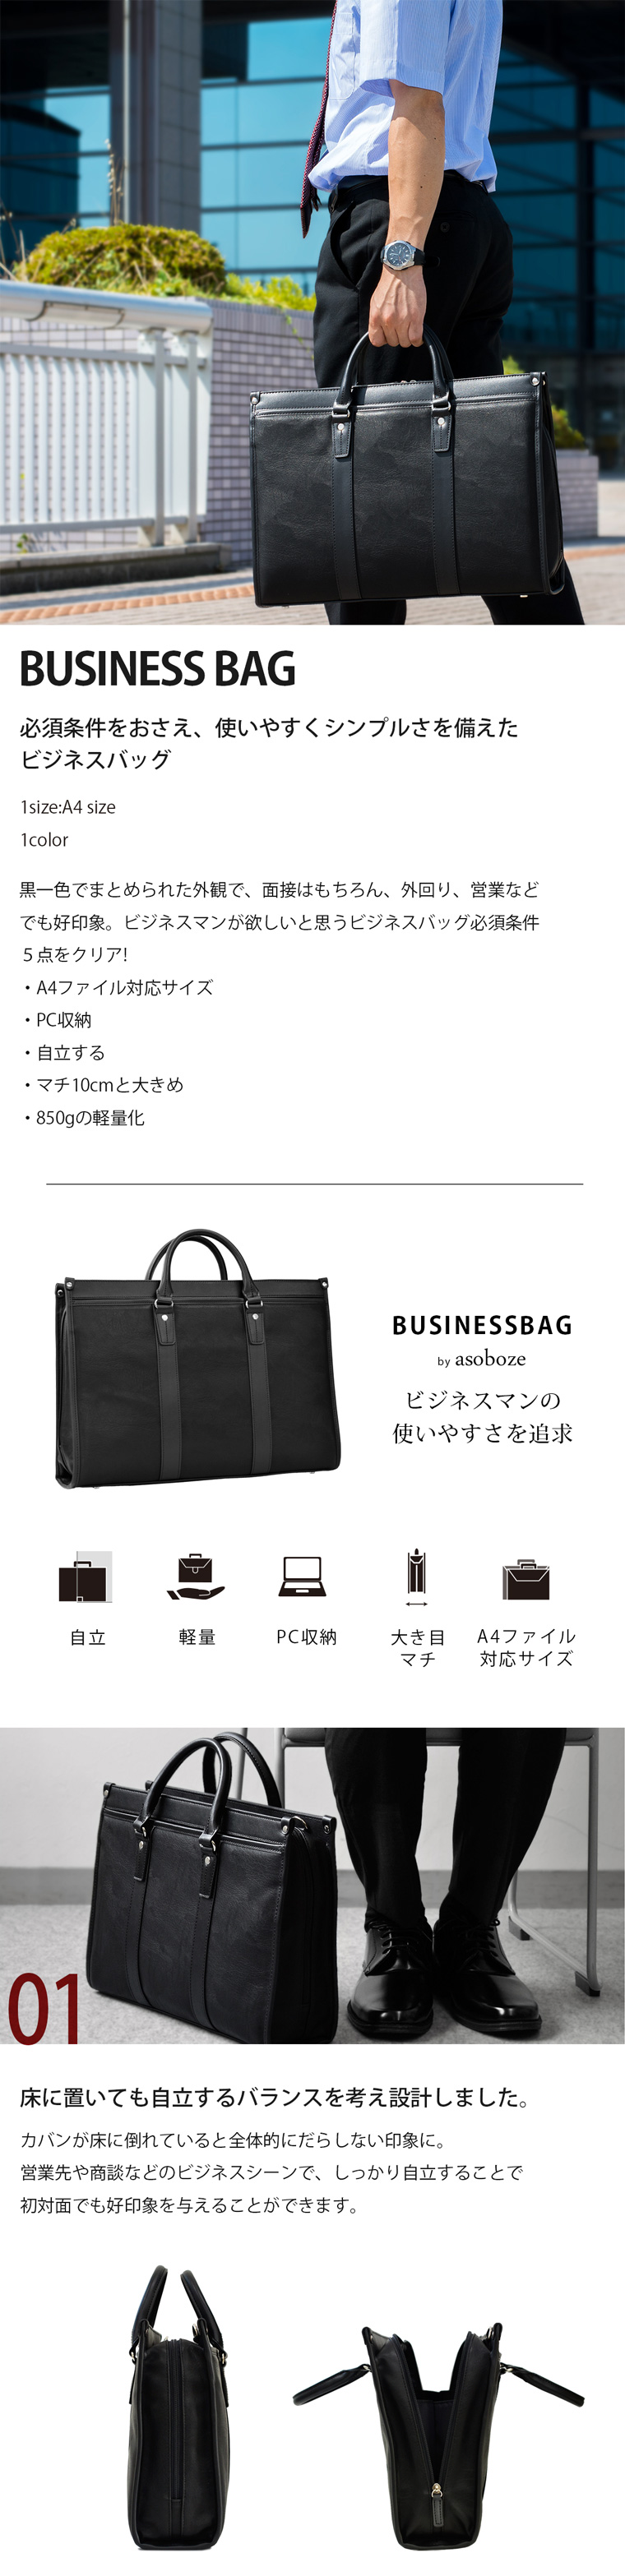 BUSINESS BAG
必須条件をおさえ、使いやすくシンプルさを備えた
ビジネスバッグ
1size:A4 size
1color
黒一色でまとめられた外観で、面接はもちろん、外回り、営業など
でも好印象。ビジネスマンが欲しいと思うビジネスバッグ必須条件
５点をクリア!
・A4ファイル対応サイズ
・PC収納
・自立する
・マチ10cmと大きめ
・850gの軽量化
BUSINESSBAG
by asoboze
ビジネスマンの
使いやすさを追求
自立
軽量
PC収納
大き目
マチ
A4ファイル
対応サイズ
01
床に置いても自立するバランスを考え設計しました。
カバンが床に倒れていると全体的にだらしない印象に。
営業先や商談などのビジネスシーンで、しっかり自立することで
初対面でも好印象を与えることができます。